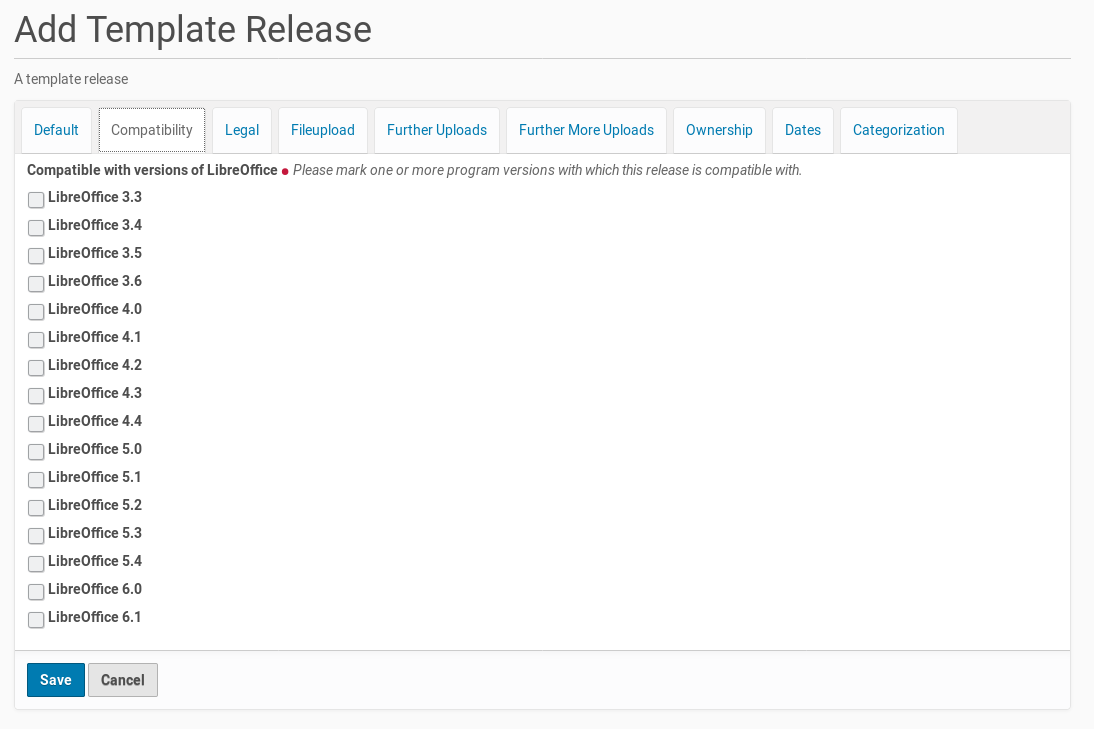 Add Template Release
A template release
Default Compatibility Legal Fileupload Further Uploads Further More Uploads Ownership Dates Categorization
Compatible with versions of LibreOffice Please mark one or more program versions with which this release is compatible with.
LibreOffice 3.3
LibreOffice 3.4
LibreOffice 3.5
LibreOffice 3.6
LibreOffice 4.0
LibreOffice 4.1
LibreOffice 4.2
LibreOffice 4.3
LibreOffice 4.4
LibreOffice 5.0
LibreOffice 5.1
LibreOffice 5.2
LibreOffice 5.3
LibreOffice 5.4
LibreOffice 6.0
LibreOffice 6.1
Save Cancel